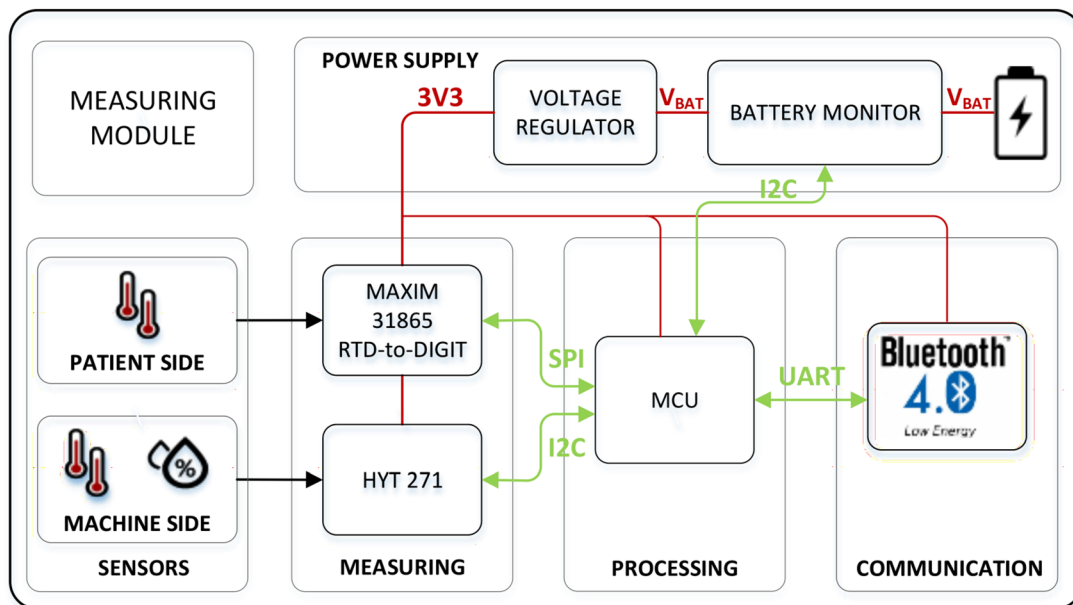 MEASURING
MODULE
POWER SUPPLY
3V3
VOLTAGE
REGULATOR
VBAT
BATTERY MONITOR
VBAT
I2C
PATIENT SIDE
MAXIM
31865
RTD-to-DIGIT
SPI
MCU
UART
Bluetooth™
4.0
Low Energy
%
MACHINE SIDE
HYT 271
I2C
SENSORS
MEASURING
PROCESSING
COMMUNICATION